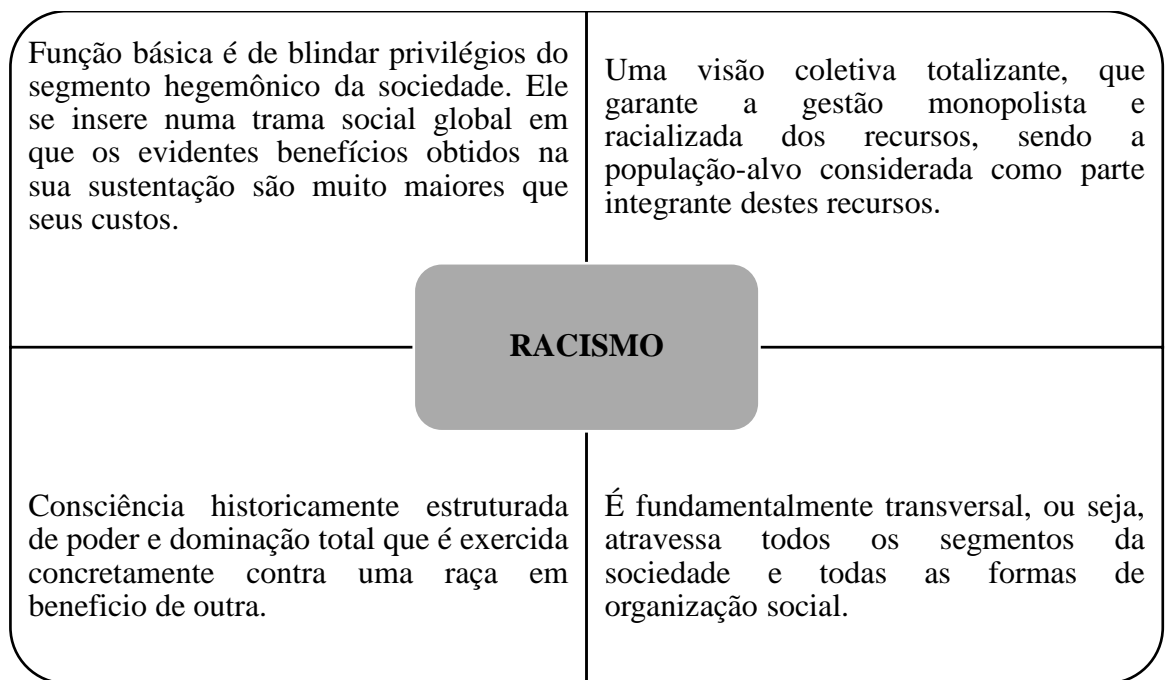 Função básica é de blindar privilégios do
segmento hegemônico da sociedade. Ele
se insere numa trama social global em
que os evidentes benefícios obtidos na
sua sustentação são muito maiores que
seus custos.
Uma visão coletiva totalizante, que
garante a gestão monopolista e
racializada dos recursos, sendo a
população-alvo considerada como parte
integrante destes recursos.
RACISMO
Consciência historicamente estruturada
de poder e dominação total que é exercida
concretamente contra uma raça em
beneficio de outra.
É fundamentalmente transversal, ou seja,
atravessa todos os segmentos da
sociedade e todas as formas de
organização social.